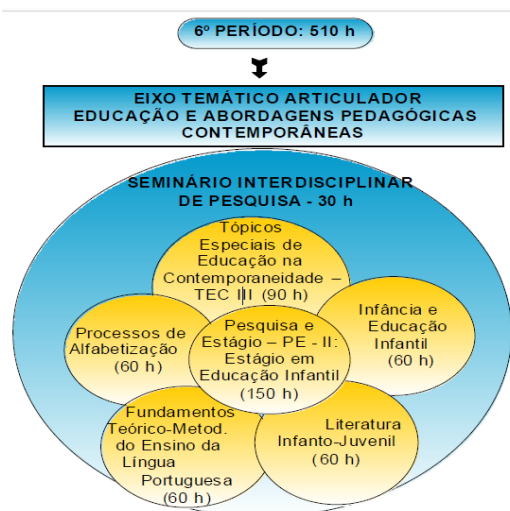 6º PERÍODO: 510 h
EIXO TEMÁTICO ARTICULADOR
EDUCAÇÃO E ABORDAGENS PEDAGÓGICAS
CONTEMPORÂNEAS
SEMINÁRIO INTERDISCIPLINAR
DE PESQUISA - 30 h
Tópicos
Especiais de
Educação na
Contemporaneidade –
TEC III (90 h)
Processos de
Alfabetização
(60 h)
Pesquisa e
Estágio – PE - II:
Estágio em
Educação Infantil
(150 h)
Infância e
Educação
Infantil
(60 h)
Fundamentos
Teórico-Metod.
do Ensino da
Língua
Portuguesa
(60 h)
Literatura
Infanto-Juvenil
(60 h)